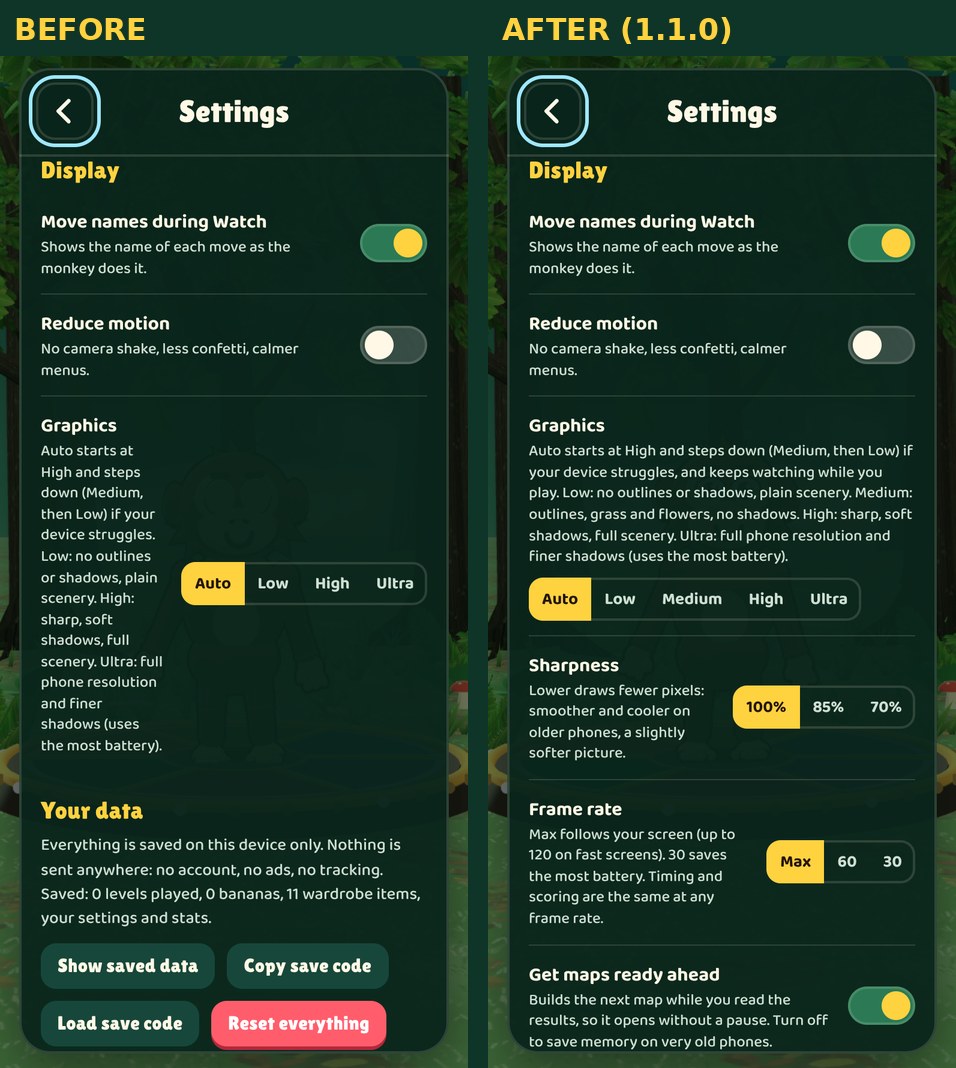 BEFORE
Settings
Display
Move names during Watch
Shows the name of each move as the
monkey does it.
Reduce motion
No camera shake, less confetti, calmer
menus.
Graphics
Auto starts at
High and steps
down (Medium,
then Low) if your
device struggles.
Low: no outlines
or shadows, plain
scenery. High:
sharp, soft
shadows, full
scenery. Ultra: full
phone resolution
and finer
shadows (uses
the most battery).
Auto Low High Ultra
Your data
Everything is saved on this device only. Nothing is
sent anywhere: no account, no ads, no tracking.
Saved: 0 levels played, 0 bananas, 11 wardrobe items,
your settings and stats.
Show saved data Copy save code
Load save code Reset everything
AFTER (1.1.0)
Settings
Display
Move names during Watch
Shows the name of each move as the
monkey does it.
Reduce motion
No camera shake, less confetti, calmer
menus.
Graphics
Auto starts at High and steps down (Medium, then Low) if
your device struggles, and keeps watching while you
play. Low: no outlines or shadows, plain scenery. Medium:
outlines, grass and flowers, no shadows. High: sharp, soft
shadows, full scenery. Ultra: full phone resolution and
finer shadows (uses the most battery).
Auto Low Medium High Ultra
Sharpness
Lower draws fewer pixels:
smoother and cooler on
older phones, a slightly
softer picture.
100% 85% 70%
Frame rate
Max follows your screen (up to
120 on fast screens). 30 saves
the most battery. Timing and
scoring are the same at any
frame rate.
Max 60 30
Get maps ready ahead
Builds the next map while you read the
results, so it opens without a pause. Turn off
to save memory on very old phones.